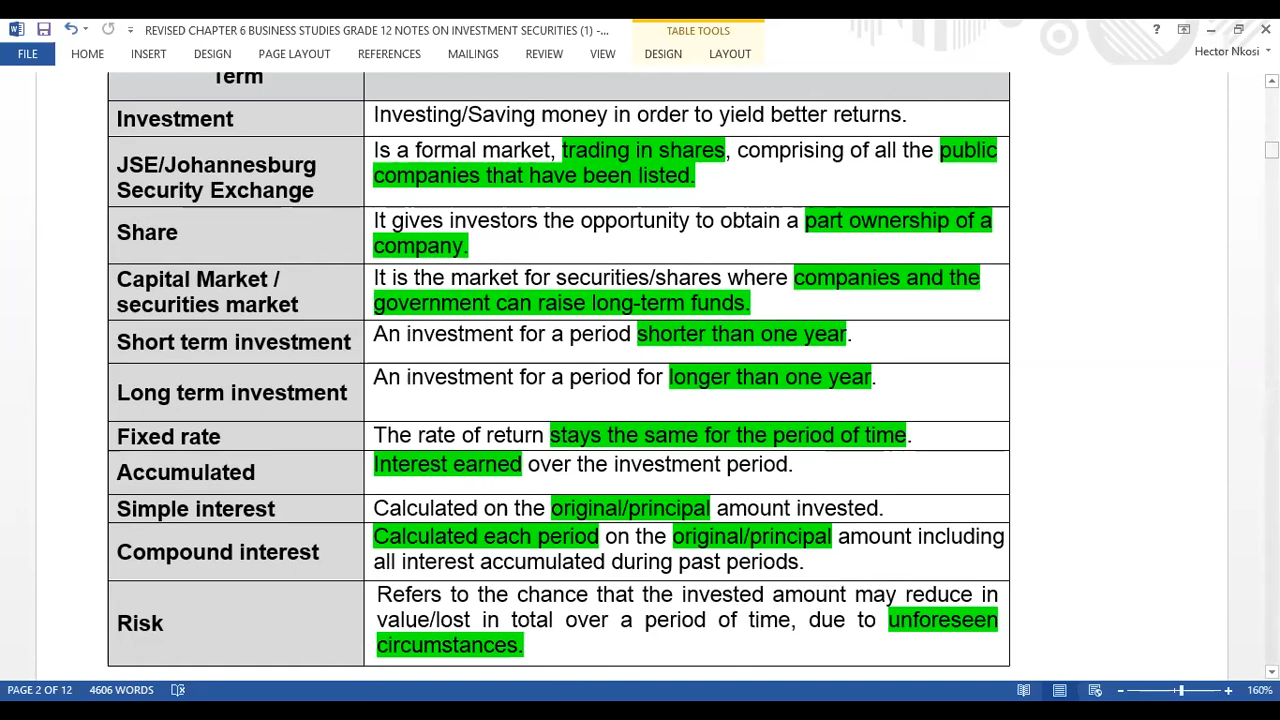 REVISED CHAPTER 6 BUSINESS STUDIES GRADE 12 NOTES ON INVESTMENT SECURITIES (1) -...
TABLE TOOLS
?
FILE HOME INSERT DESIGN PAGE LAYOUT REFERENCES MAILINGS REVIEW VIEW DESIGN LAYOUT
Hector Nkosi
Term
Investment
Investing/Saving money in order to yield better returns.
JSE/Johannesburg
Security Exchange
Is a formal market, trading in shares, comprising of all the public
companies that have been listed.
Share
It gives investors the opportunity to obtain a part ownership of a
company.
Capital Market /
securities market
It is the market for securities/shares where companies and the
government can raise long-term funds.
Short term investment
An investment for a period shorter than one year.
Long term investment
An investment for a period for longer than one year.
Fixed rate
The rate of return stays the same for the period of time.
Accumulated
Interest earned over the investment period.
Simple interest
Calculated on the original/principal amount invested.
Compound interest
Calculated each period on the original/principal amount including
all interest accumulated during past periods.
Risk
Refers to the chance that the invested amount may reduce in
value/lost in total over a period of time, due to unforeseen
circumstances.
PAGE 2 OF 12 4606 WORDS 160%